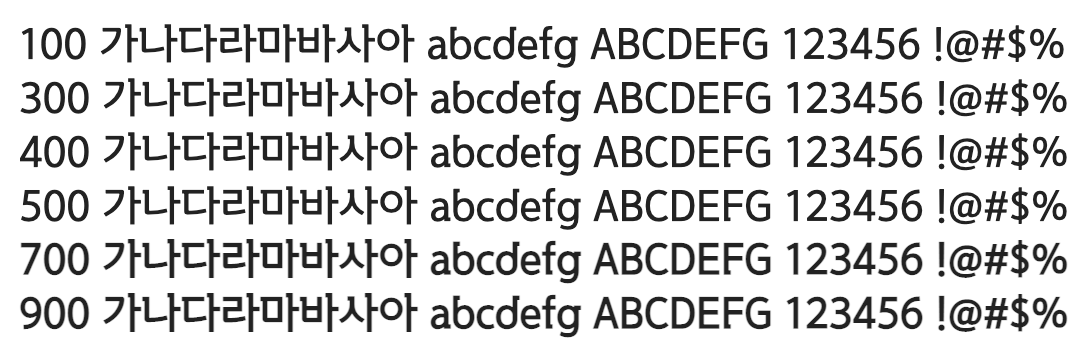 100 가나다라마바사아 abcdefg ABCDEFG 123456 !@#$%
300 가나다라마바사아 abcdefg ABCDEFG 123456 !@#$%
400 가나다라마바사아 abcdefg ABCDEFG 123456 !@#$%
500 가나다라마바사아 abcdefg ABCDEFG 123456 !@#$%
700 가나다라마바사아 abcdefg ABCDEFG 123456 !@#$%
900 가나다라마바사아 abcdefg ABCDEFG 123456 !@#$%